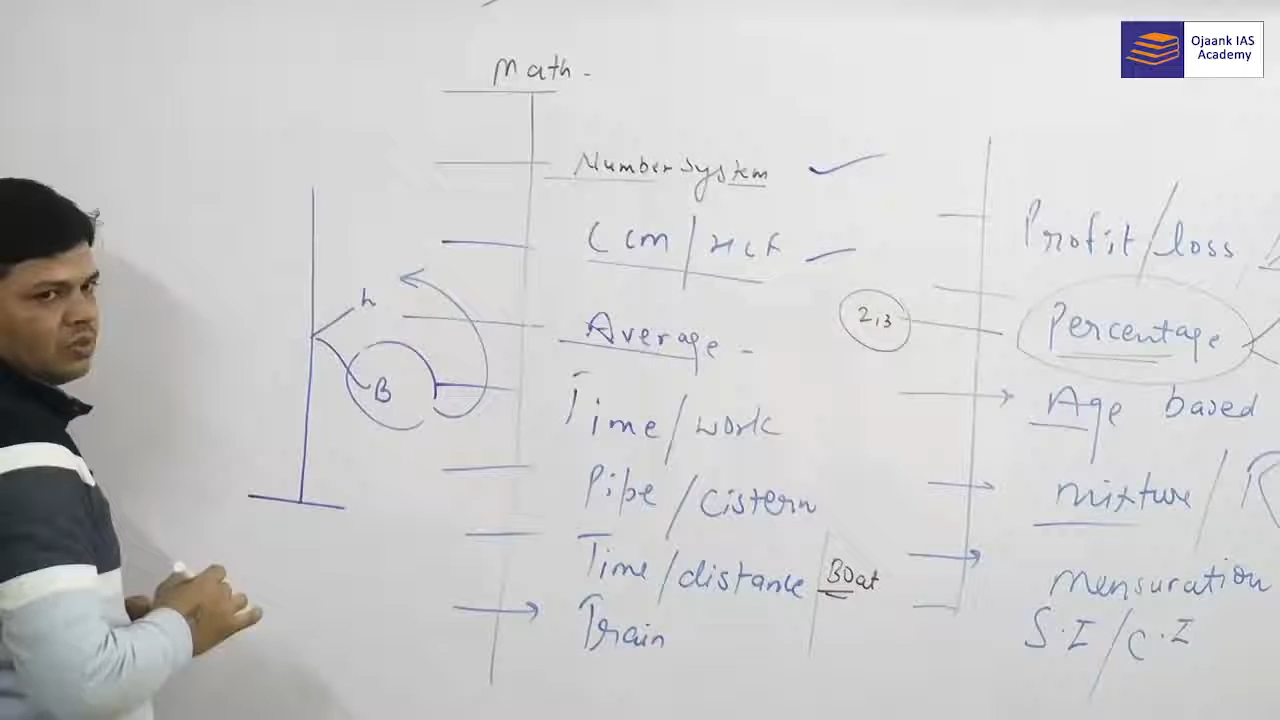 Ojaank IAS
Academy
Math -
Number system
LCM/HCF
Average -
Time/work
Pipe/cistern
Time/distance/Boat
Train
h
B
2,3
Profit/loss
Percentage
Age based
mixture/
mensuration
S.I/C.I